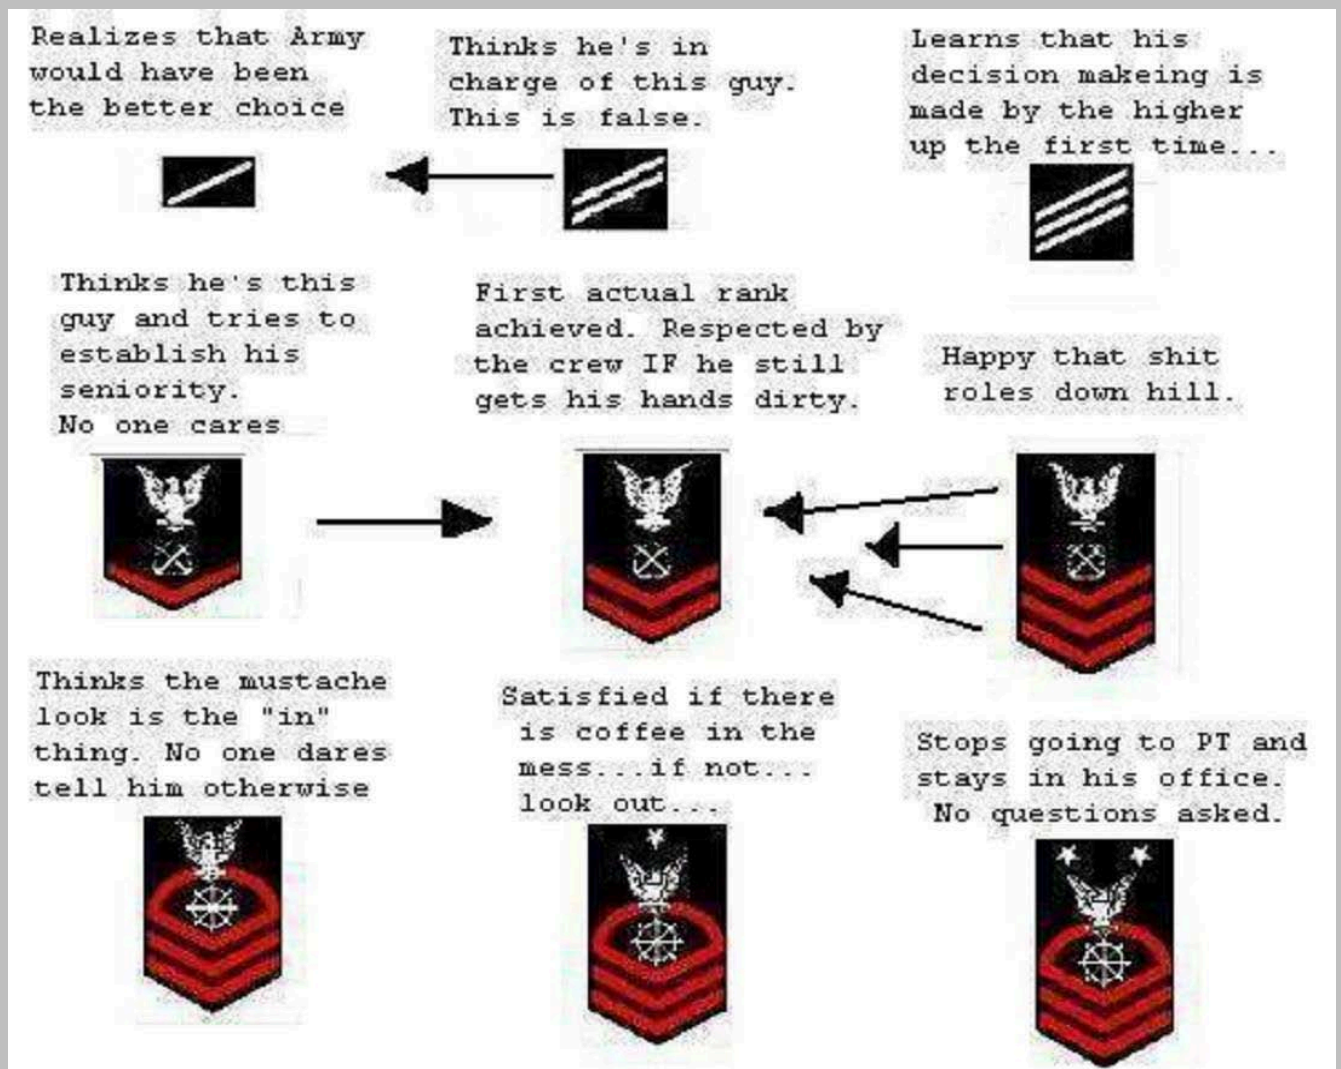 Realizes that Army
would have been
the better choice
Thinks he's in
charge of this guy.
This is false.
Learns that his
decision makeing is
made by the higher
up the first time...
Thinks he's this
guy and tries to
establish his
seniority.
No one cares
First actual rank
achieved. Respected by
the crew IF he still
gets his hands dirty.
Happy that shit
roles down hill.
Thinks the mustache
look is the "in"
thing. No one dares
tell him otherwise
Satisfied if there
is coffee in the
mess...if not...
look out...
Stops going to PT and
stays in his office.
No questions asked.